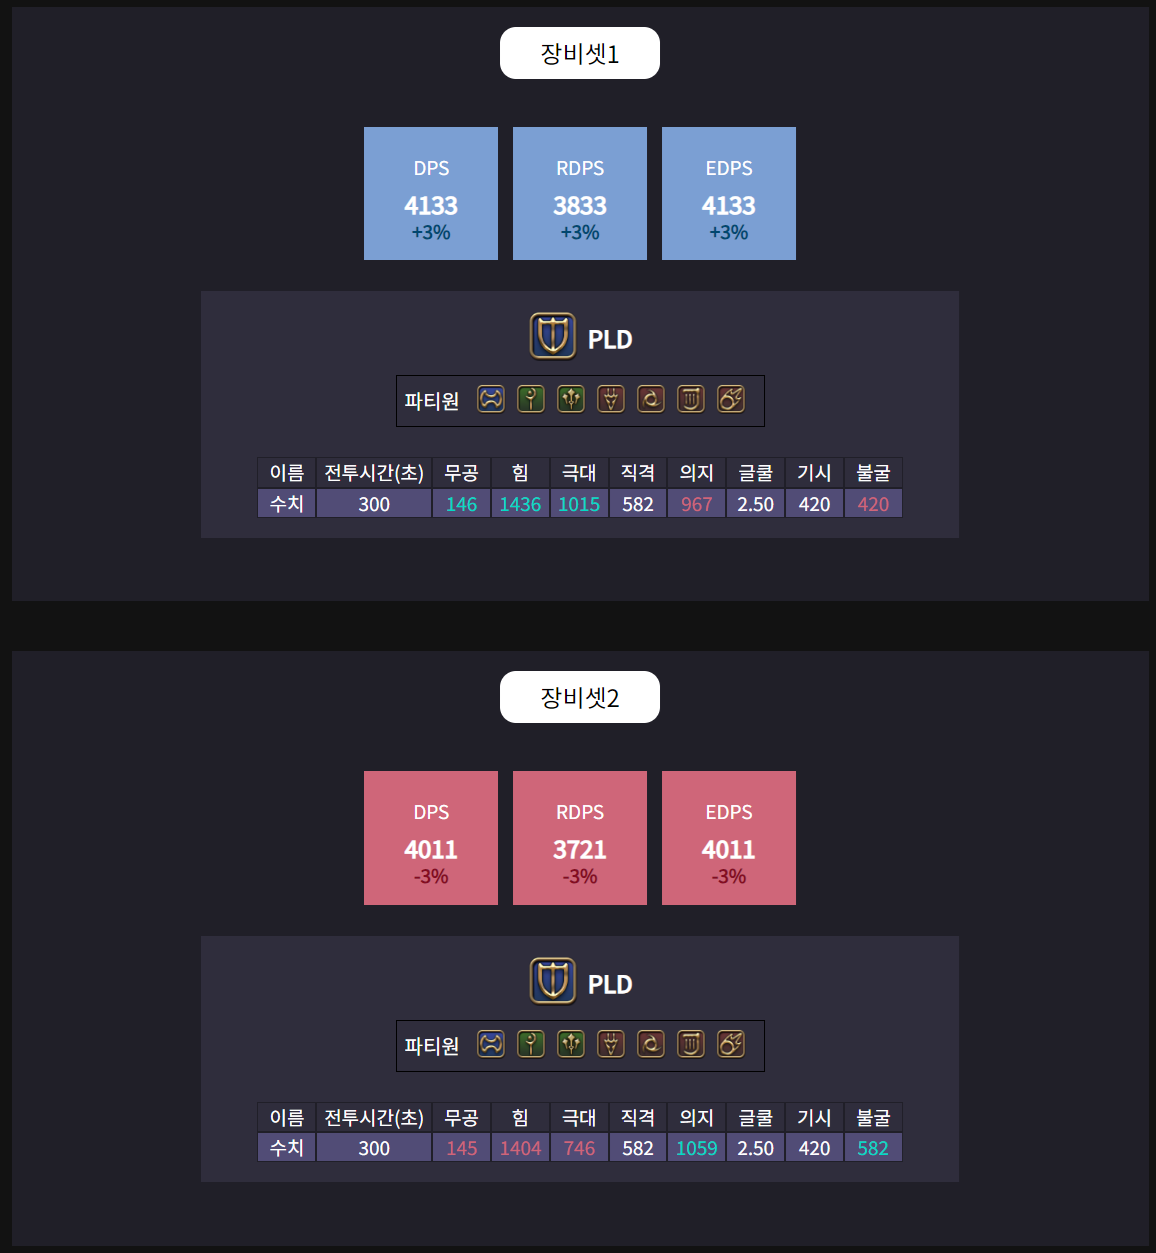 장비셋1
DPS RDPS EDPS
4133 3833 4133
+3% +3% +3%
PLD
파티원
이름 전투시간(초) 무공 힘 극대 직격 의지 글쿨 기시 불굴
수치 300 146 1436 1015 582 967 2.50 420 420
장비셋2
DPS RDPS EDPS
4011 3721 4011
-3% -3% -3%
PLD
파티원
이름 전투시간(초) 무공 힘 극대 직격 의지 글쿨 기시 불굴
수치 300 145 1404 746 582 1059 2.50 420 582